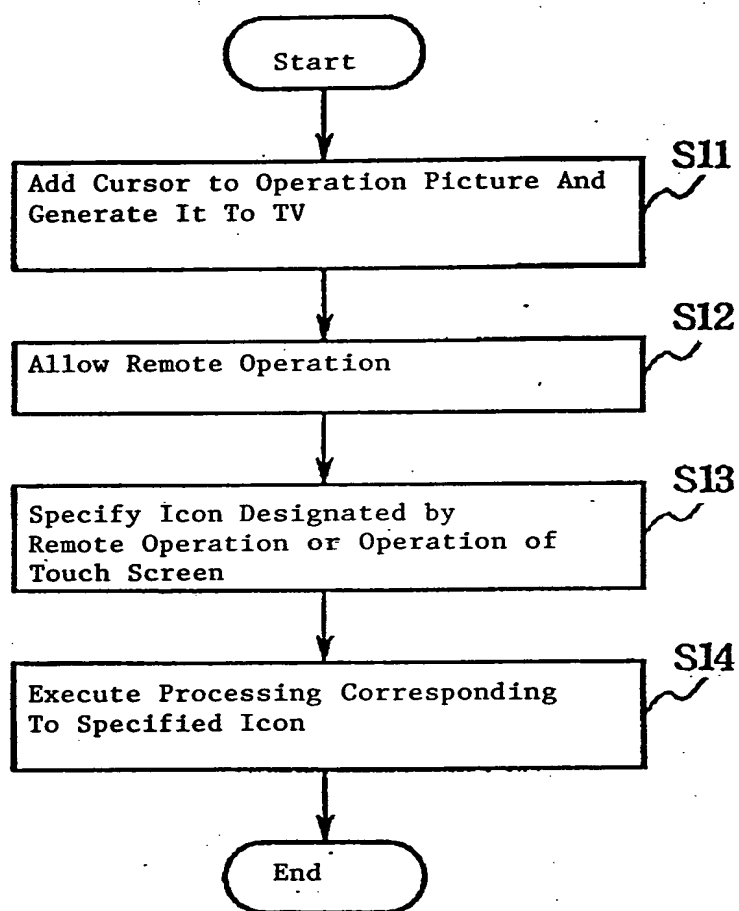 Start
S11
Add Cursor to Operation Picture And
Generate It To TV
S12
Allow Remote Operation
S13
Specify Icon Designated by
Remote Operation or Operation of
Touch Screen
S14
Execute Processing Corresponding
To Specified Icon
End